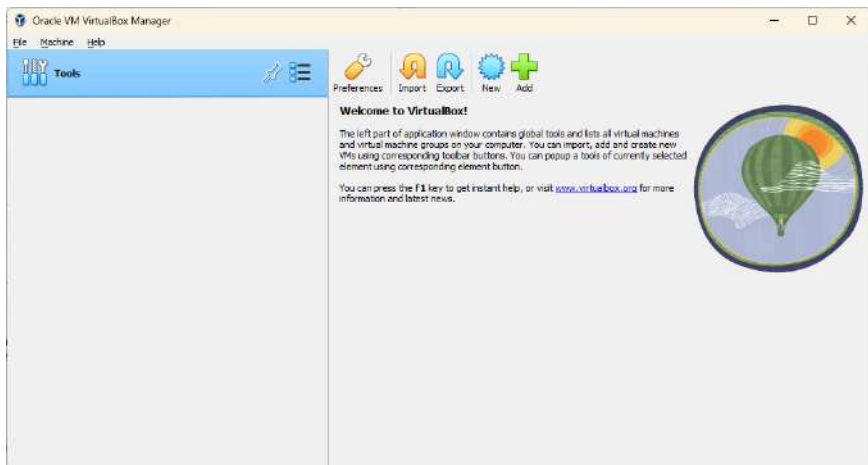 Oracle VM VirtualBox Manager
File Machine Help
Tools
Preferences Import Export New Add
Welcome to VirtualBox!
The left part of application window contains global tools and lists all virtual machines
and virtual machine groups on your computer. You can import, add and create new
VMs using corresponding toolbar buttons. You can popup a tools of currently selected
element using corresponding element button.
You can press the F1 key to get instant help, or visit www.virtualbox.org for more
information and latest news.